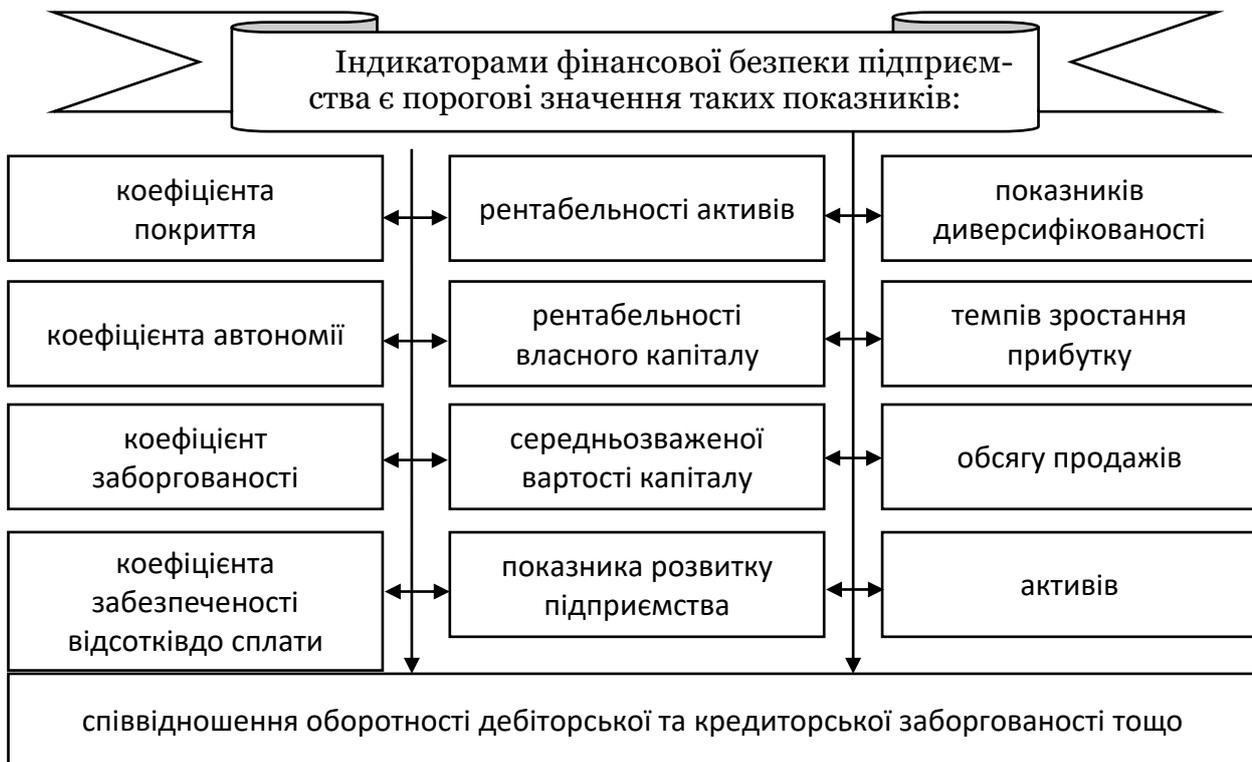 Індикаторами фінансової безпеки підприєм-
ства є порогові значення таких показників:
коефіцієнта
покриття
рентабельності активів
показників
диверсифікованості
коефіцієнта автономії
рентабельності
власного капіталу
темпів зростання
прибутку
коефіцієнт
заборгованості
середньозваженої
вартості капіталу
обсягу продажів
коефіцієнта
забезпеченості
відсотківдо сплати
показника розвитку
підприємства
активів
співвідношення оборотності дебіторської та кредиторської заборгованості тощо